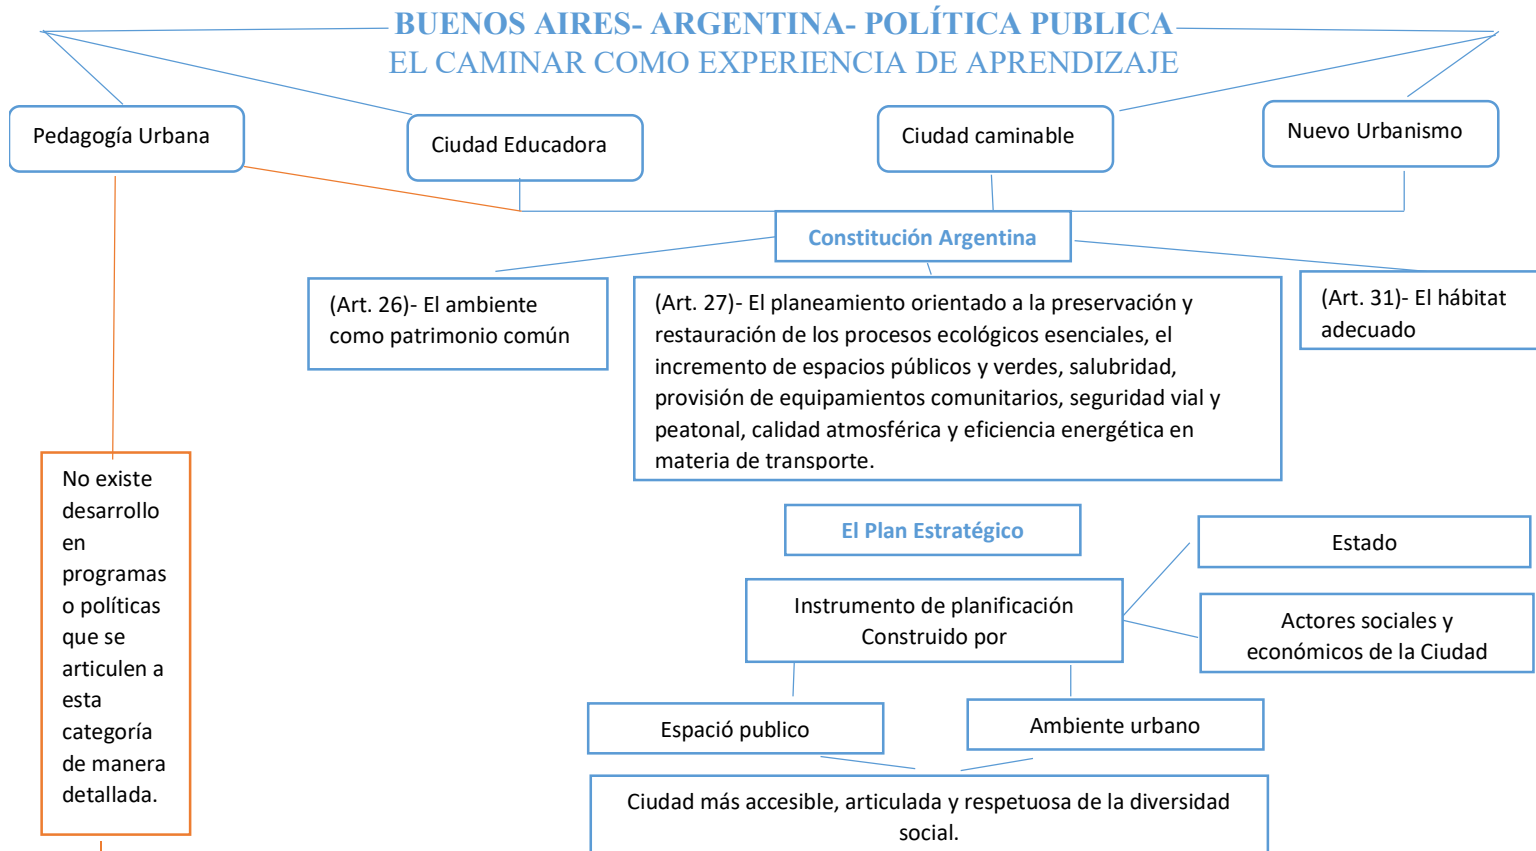 BUENOS AIRES- ARGENTINA- POLÍTICA PUBLICA
EL CAMINAR COMO EXPERIENCIA DE APRENDIZAJE
Pedagogía Urbana
Ciudad Educadora
Ciudad caminable
Nuevo Urbanismo
Constitución Argentina
(Art. 26)- El ambiente
como patrimonio común
(Art. 27)- El planeamiento orientado a la preservación y
restauración de los procesos ecológicos esenciales, el
incremento de espacios públicos y verdes, salubridad,
provisión de equipamientos comunitarios, seguridad vial y
peatonal, calidad atmosférica y eficiencia energética en
materia de transporte.
(Art. 31)- El hábitat
adecuado
No existe
desarrollo
en
programas
o políticas
que se
articulen a
esta
categoría
de manera
detallada.
El Plan Estratégico
Instrumento de planificación
Construido por
Estado
Actores sociales y
económicos de la Ciudad
Espació publico
Ambiente urbano
Ciudad más accesible, articulada y respetuosa de la diversidad
social.